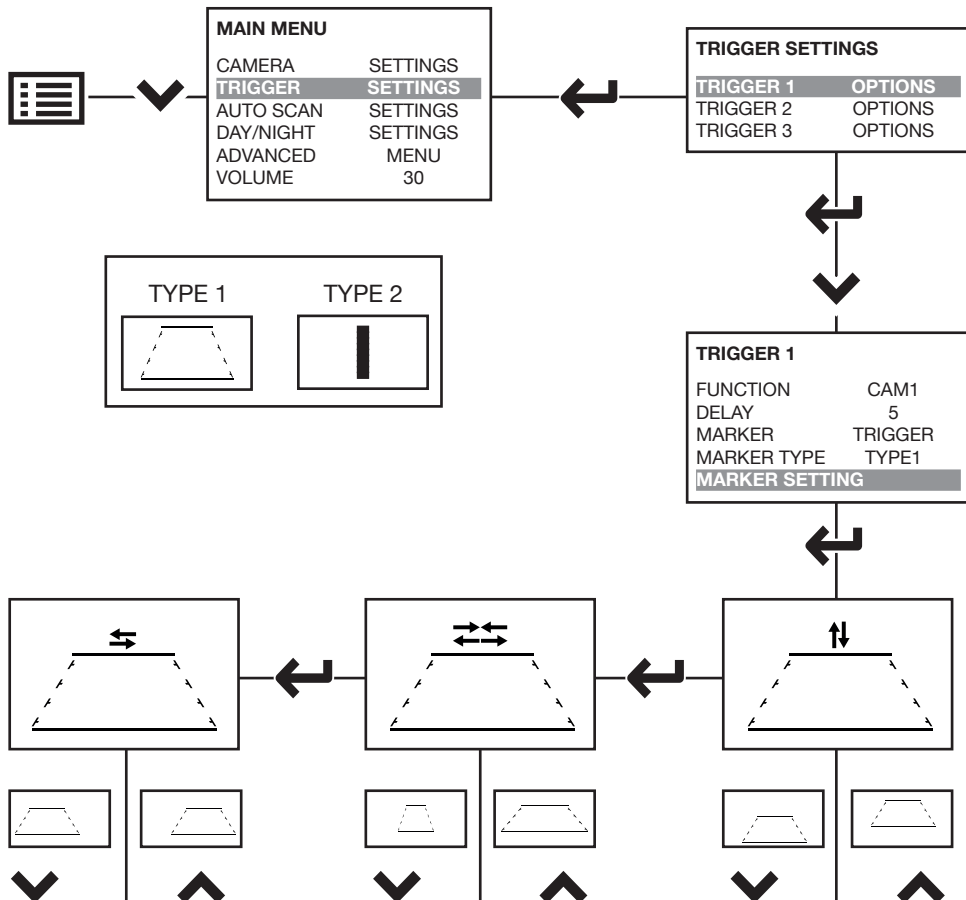 MAIN MENU
CAMERA SETTINGS
TRIGGER SETTINGS
AUTO SCAN SETTINGS
DAY/NIGHT SETTINGS
ADVANCED MENU
VOLUME 30
TRIGGER SETTINGS
TRIGGER 1 OPTIONS
TRIGGER 2 OPTIONS
TRIGGER 3 OPTIONS
TYPE 1 TYPE 2
TRIGGER 1
FUNCTION CAM1
DELAY 5
MARKER TRIGGER
MARKER TYPE TYPE1
MARKER SETTING